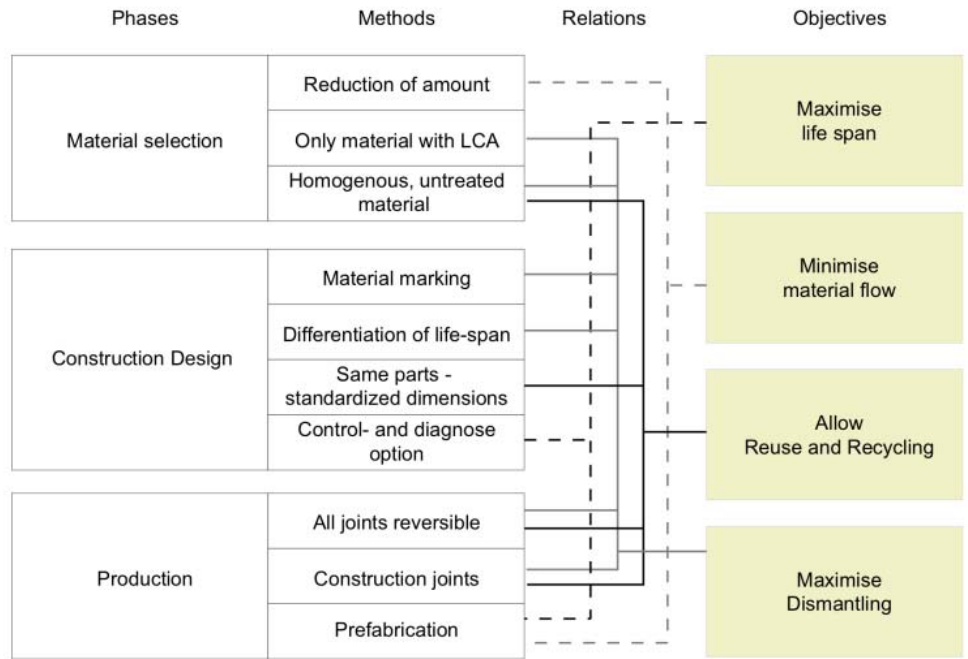 Phases
Methods
Relations
Objectives
Material selection
Reduction of amount
Only material with LCA
Homogenous, untreated
material
Construction Design
Material marking
Differentiation of life-span
Same parts -
standardized dimensions
Control- and diagnose
option
Production
All joints reversible
Construction joints
Prefabrication
Maximise
life span
Minimise
material flow
Allow
Reuse and Recycling
Maximise
Dismantling